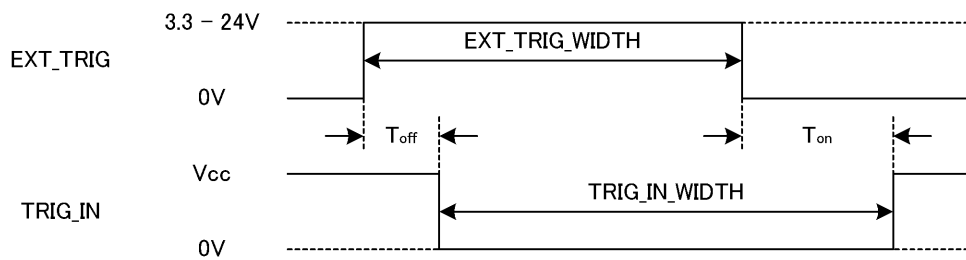 3.3 - 24V
EXT_TRIG_WIDTH
EXT_TRIG
0V
Toff
Ton
Vcc
TRIG_IN_WIDTH
TRIG_IN
0V